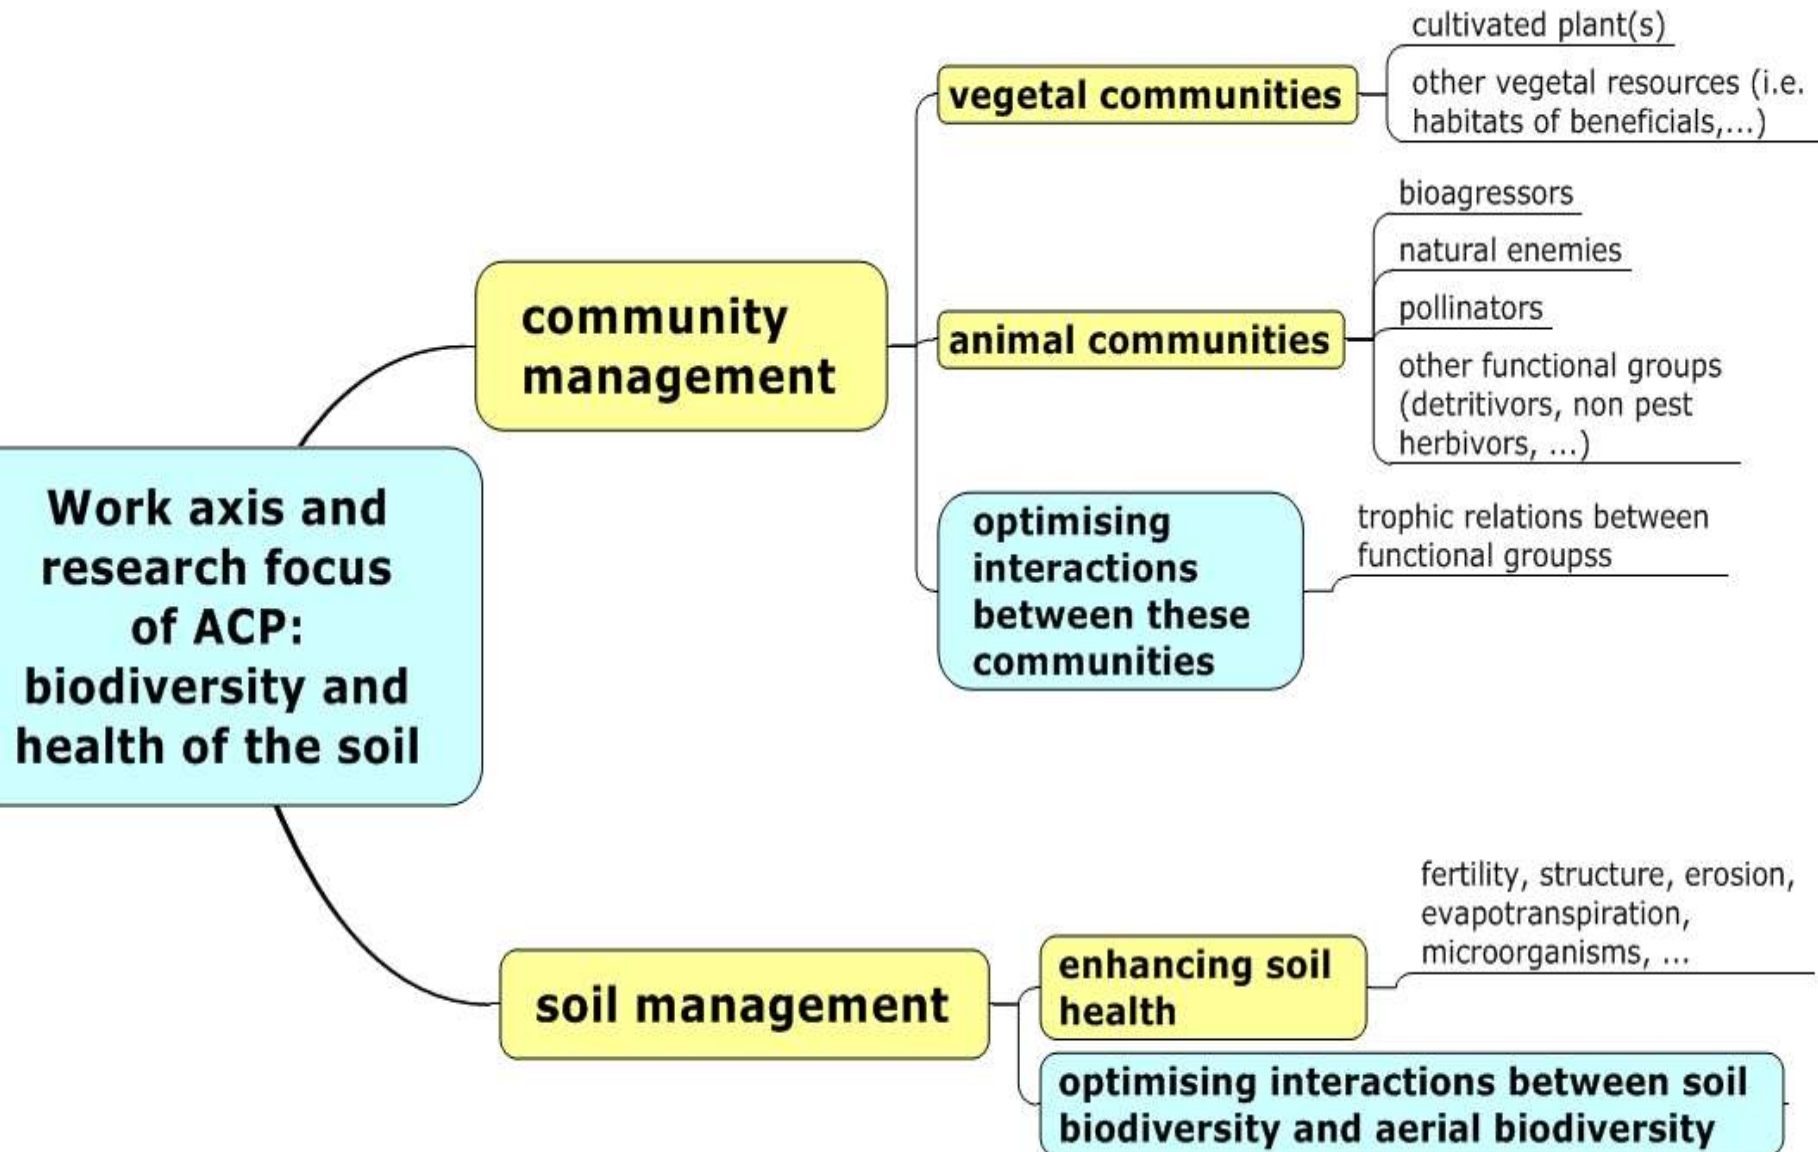 cultivated plant(s)
vegetal communities
other vegetal resources (i.e.
habitats of beneficials,...)
bioagressors
natural enemies
community
management
pollinators
animal communities
other functional groups
(detritivors, non pest
herbivors, ...)
Work axis and
research focus
of ACP:
biodiversity and
health of the soil
optimising
interactions
between these
communities
trophic relations between
functional groupss
fertility, structure, erosion,
evapotranspiration,
microorganisms, ...
soil management
enhancing soil
health
optimising interactions between soil
biodiversity and aerial biodiversity